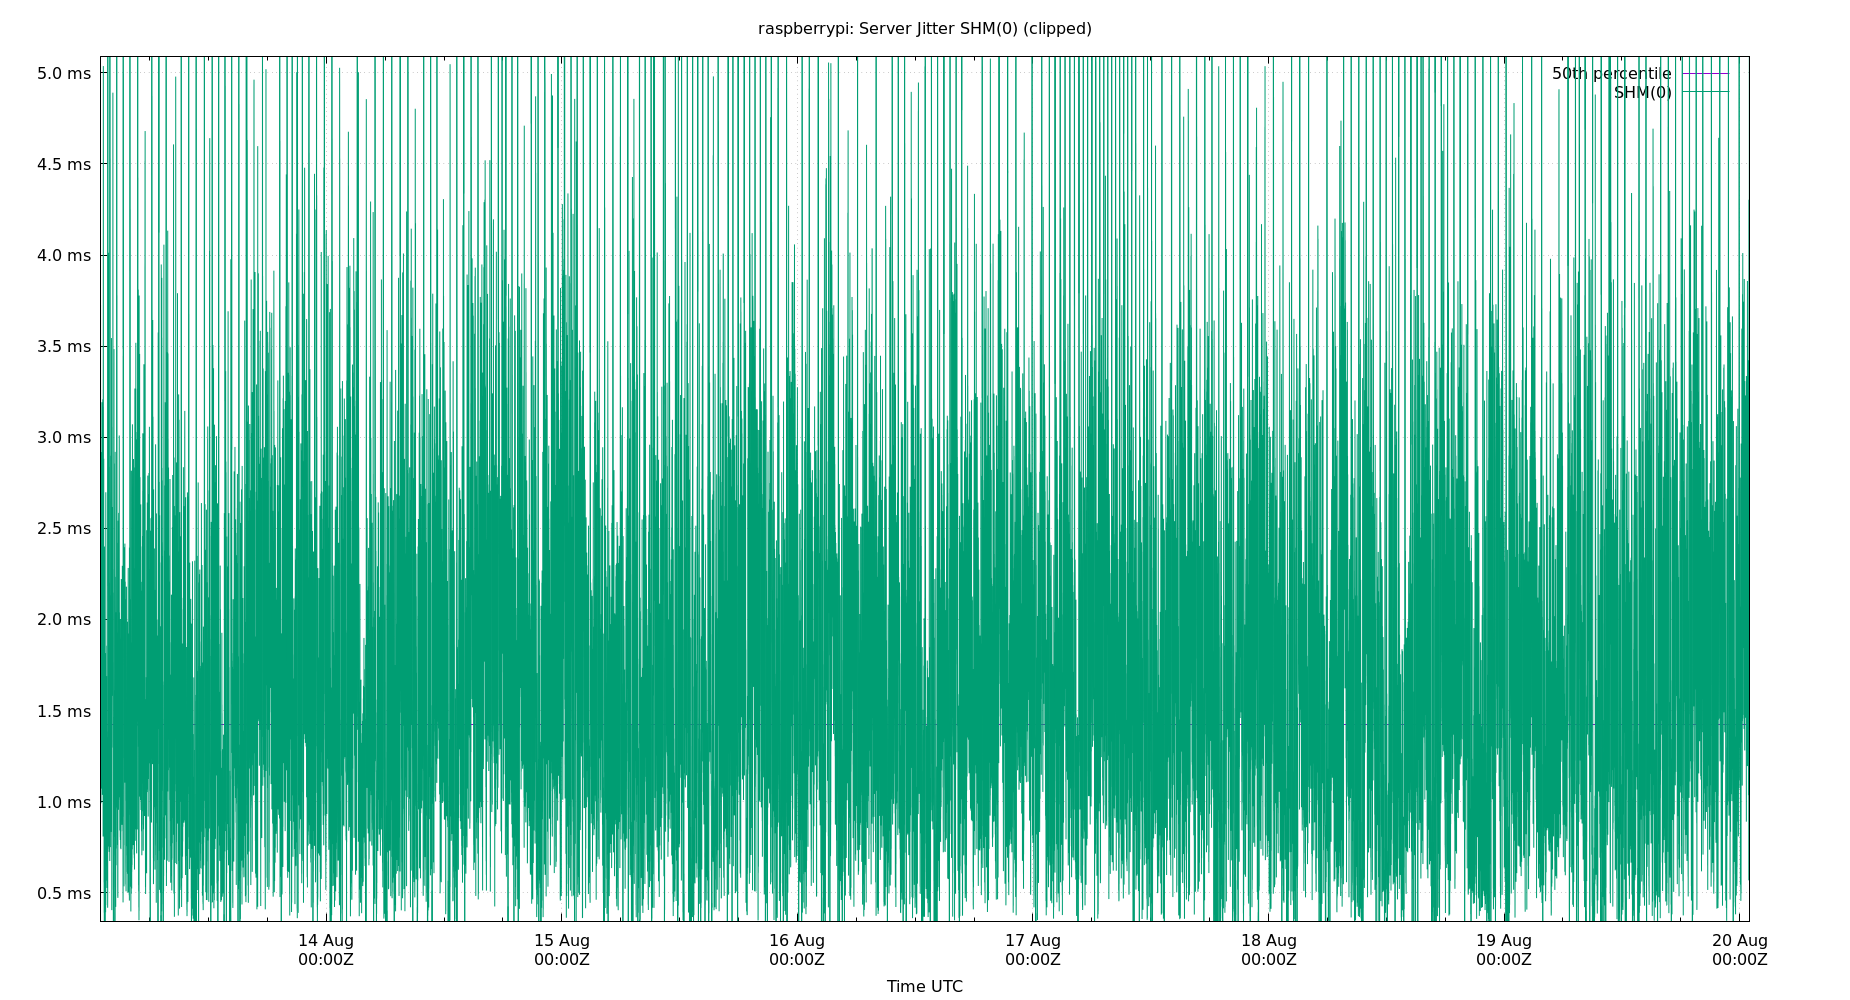 raspberrypi: Server Jitter SHM(0) (clipped)
5.0 ms
50th percentile
SHM(0)
4.5 ms
4.0 ms
3.5 ms
3.0 ms
2.5 ms
2.0 ms
1.5 ms
1.0 ms
0.5 ms
14 Aug 15 Aug 16 Aug 17 Aug 18 Aug 19 Aug 20 Aug
00:00Z 00:00Z 00:00Z 00:00Z 00:00Z 00:00Z 00:00Z
Time UTC